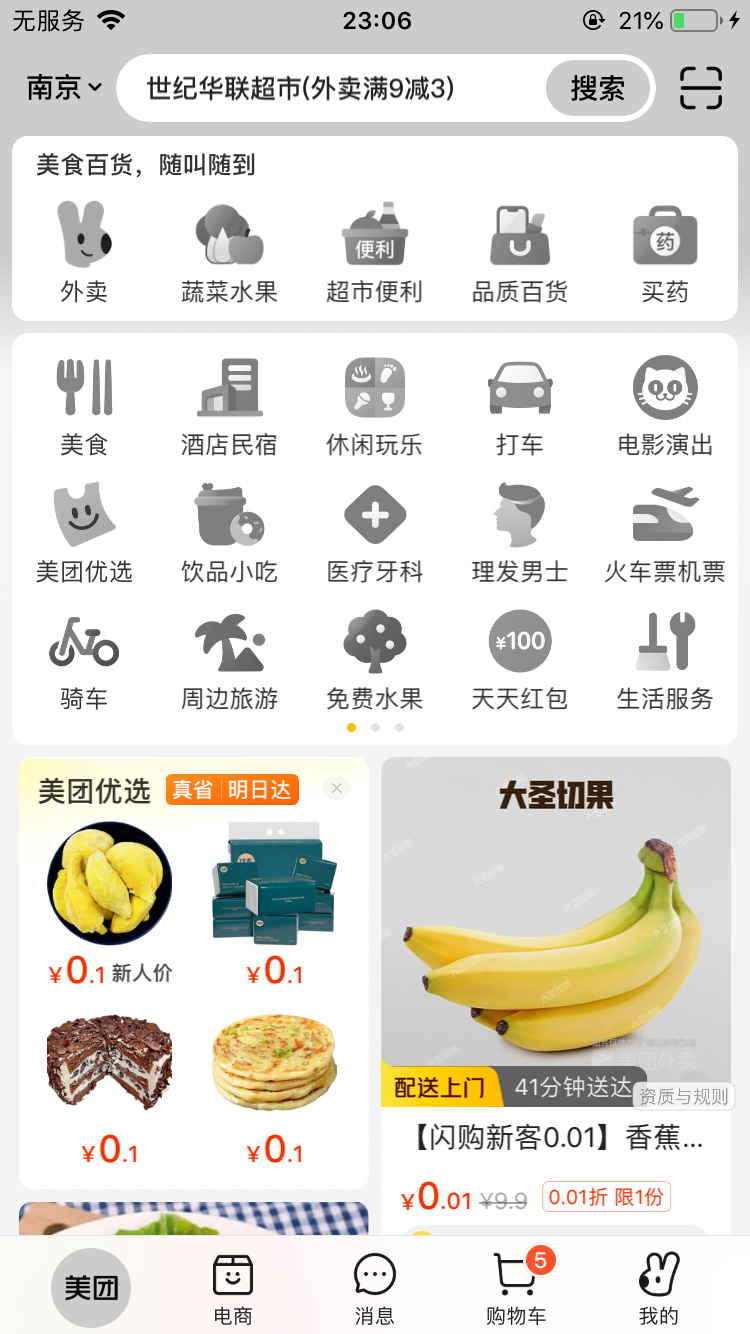 无服务 23:06 21%
南京 世纪华联超市(外卖满9减3) 搜索
美食百货，随叫随到
便利 药
外卖 蔬菜水果 超市便利 品质百货 买药
美食 酒店民宿 休闲玩乐 打车 电影演出
美团优选 饮品小吃 医疗牙科 理发男士 火车票机票
¥100
骑车 周边旅游 免费水果 天天红包 生活服务
美团优选 真省 明日达
¥0.1 新人价 ¥0.1
¥0.1 ¥0.1
大圣切果
大圣切果
美团外卖
配送上门 41分钟送达
资质与规则
【闪购新客0.01】香蕉...
¥0.01 ¥9.9 0.01折 限1份
美团 电商 消息 购物车 5 我的